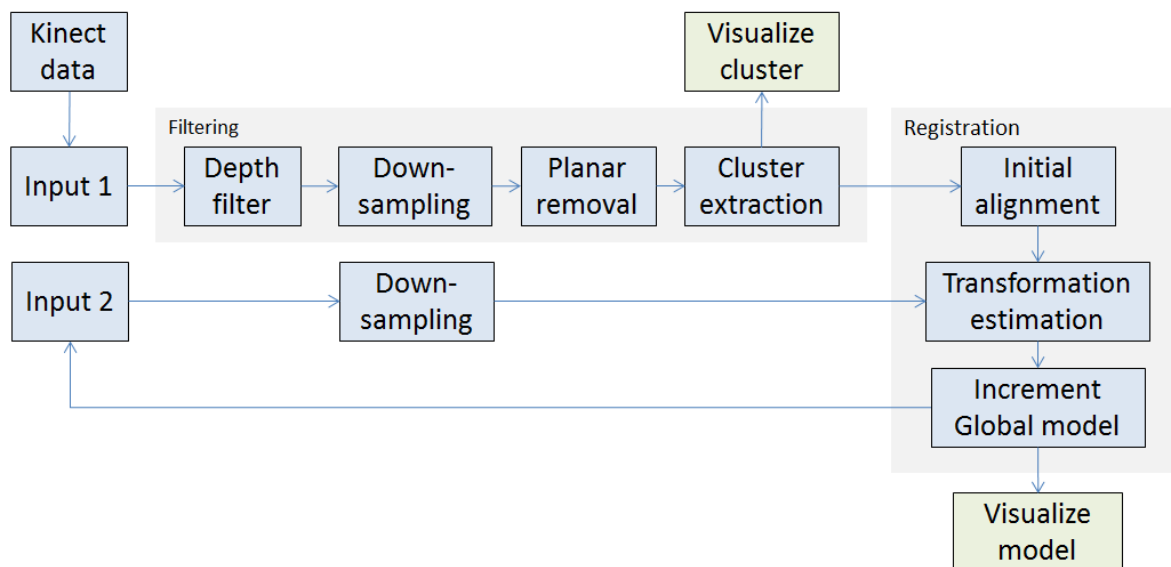 Kinect
data
Visualize
cluster
Filtering
Registration
Input 1
Depth
filter
Down-
sampling
Planar
removal
Cluster
extraction
Initial
alignment
Input 2
Down-
sampling
Transformation
estimation
Increment
Global model
Visualize
model